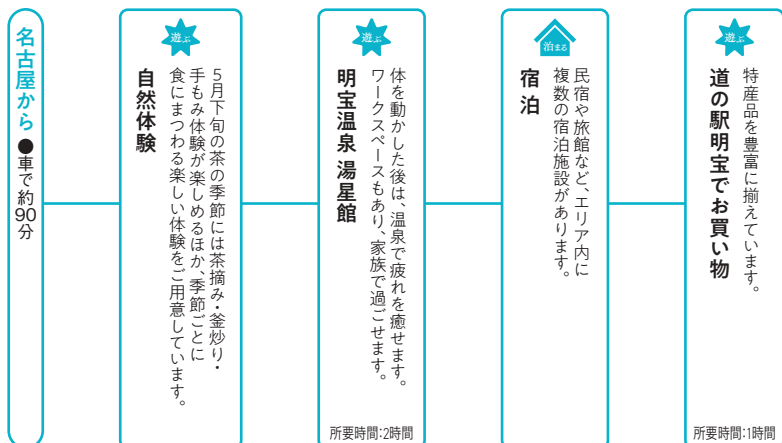 名古屋から ●車で約90分
遊ぶ
自然体験
5月下旬の茶の季節には茶摘み・釜炒り・
手もみ体験が楽しめるほか、季節ごとに
食にまつわる楽しい体験をご用意しています。
遊ぶ
明宝温泉 湯星館
体を動かした後は、温泉で疲れを癒せます。
ワークスペースもあり、家族で過ごせます。
所要時間:2時間
泊まる
宿泊
民宿や旅館など、エリア内に
複数の宿泊施設があります。
遊ぶ
道の駅明宝でお買い物
特産品を豊富に揃えています。
所要時間:1時間